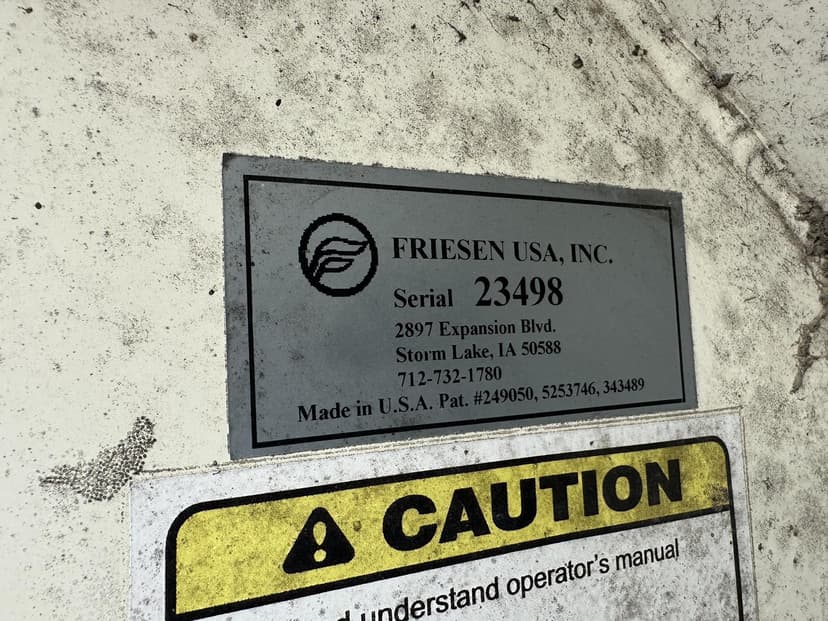 FRIESEN USA, INC.
Serial 23498
2897 Expansion Blvd.
Storm Lake, IA 50588
712-732-1780
Made in U.S.A. Pat. #249050, 5253746, 343489
CAUTION
understand operator's manual